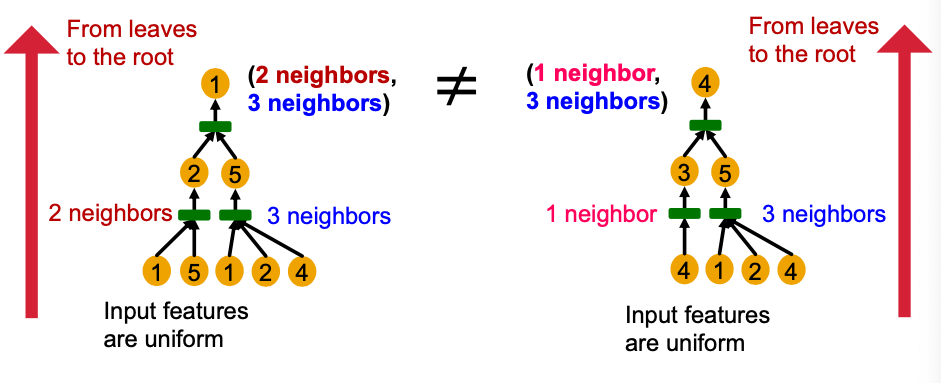 From leaves
to the root
1
(2 neighbors,
3 neighbors)
2 5
2 neighbors
3 neighbors
1 5 1 2 4
Input features
are uniform
≠
From leaves
to the root
(1 neighbor,
3 neighbors)
4
3 5
1 neighbor
3 neighbors
4 1 2 4
Input features
are uniform